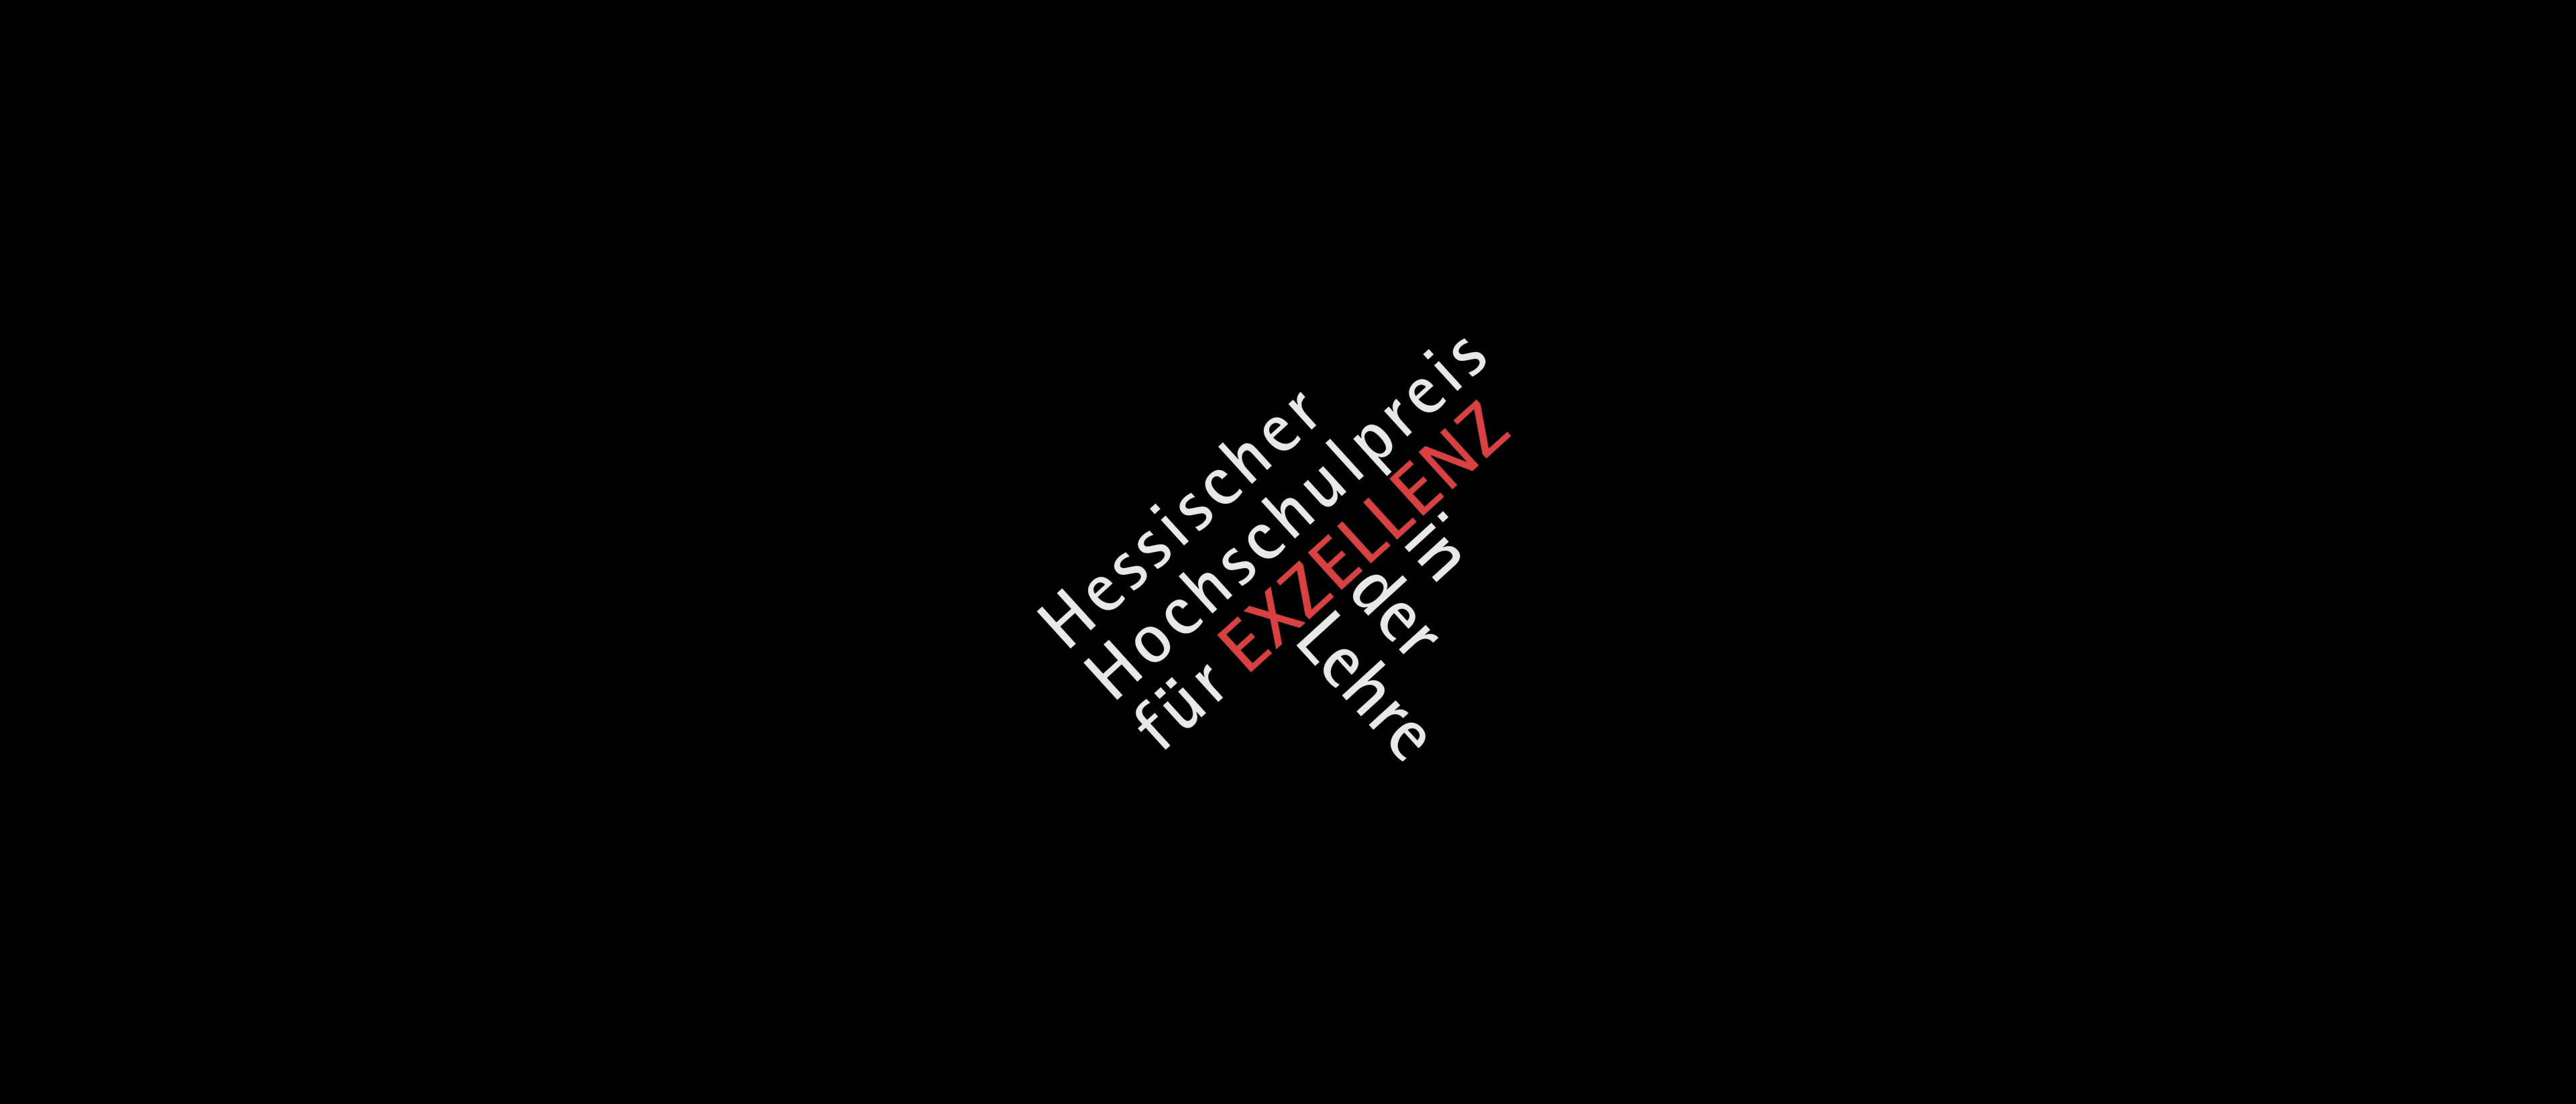 Hessischer
Hochschulpreis
für EXZELLENZ
in
der
Lehre